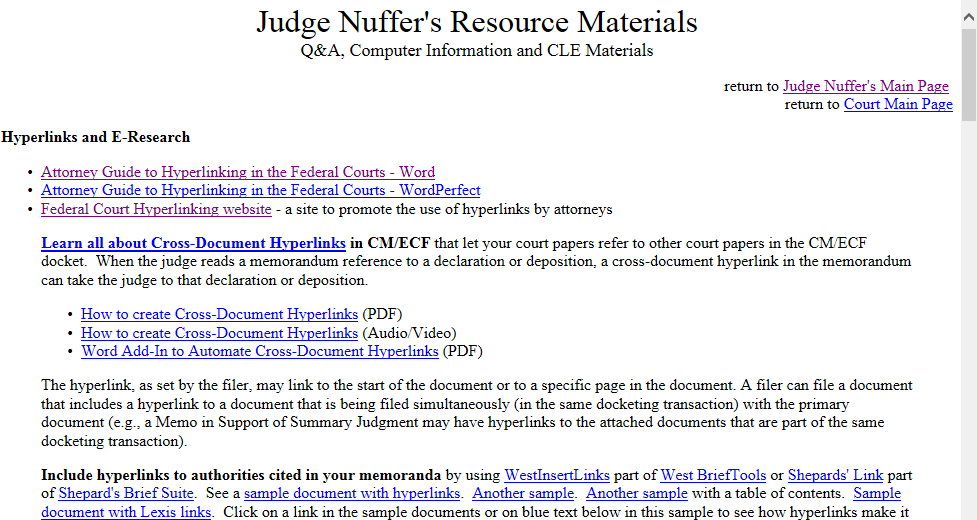 Judge Nuffer's Resource Materials
Q&A, Computer Information and CLE Materials
return to Judge Nuffer's Main Page
return to Court Main Page
Hyperlinks and E-Research
• Attorney Guide to Hyperlinking in the Federal Courts - Word
• Attorney Guide to Hyperlinking in the Federal Courts - WordPerfect
• Federal Court Hyperlinking website - a site to promote the use of hyperlinks by attorneys
Learn all about Cross-Document Hyperlinks in CM/ECF that let your court papers refer to other court papers in the CM/ECF
docket. When the judge reads a memorandum reference to a declaration or deposition, a cross-document hyperlink in the memorandum
can take the judge to that declaration or deposition.
• How to create Cross-Document Hyperlinks (PDF)
• How to create Cross-Document Hyperlinks (Audio/Video)
• Word Add-In to Automate Cross-Document Hyperlinks (PDF)
The hyperlink, as set by the filer, may link to the start of the document or to a specific page in the document. A filer can file a document
that includes a hyperlink to a document that is being filed simultaneously (in the same docketing transaction) with the primary
document (e.g., a Memo in Support of Summary Judgment may have hyperlinks to the attached documents that are part of the same
docketing transaction).
Include hyperlinks to authorities cited in your memoranda by using WestInsertLinks part of West BriefTools or Shepards' Link part
of Shepard's Brief Suite. See a sample document with hyperlinks. Another sample. Another sample with a table of contents. Sample
document with Lexis links. Click on a link in the sample documents or on blue text below in this sample to see how hyperlinks make it